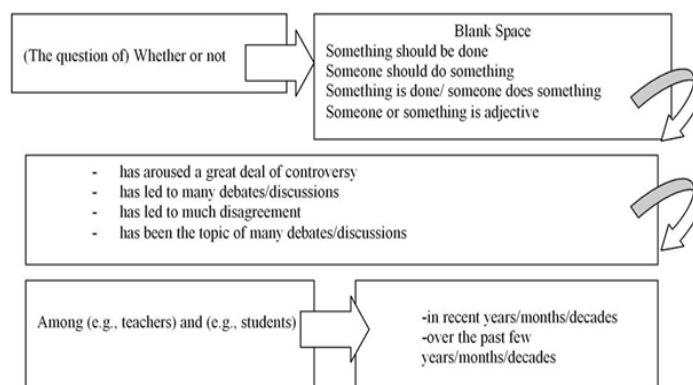 (The question of) Whether or not
Blank Space
Something should be done
Someone should do something
Something is done/ someone does something
Someone or something is adjective
- has aroused a great deal of controversy
- has led to many debates/discussions
- has led to much disagreement
- has been the topic of many debates/discussions
Among (e.g., teachers) and (e.g., students)
-in recent years/months/decades
-over the past few
years/months/decades